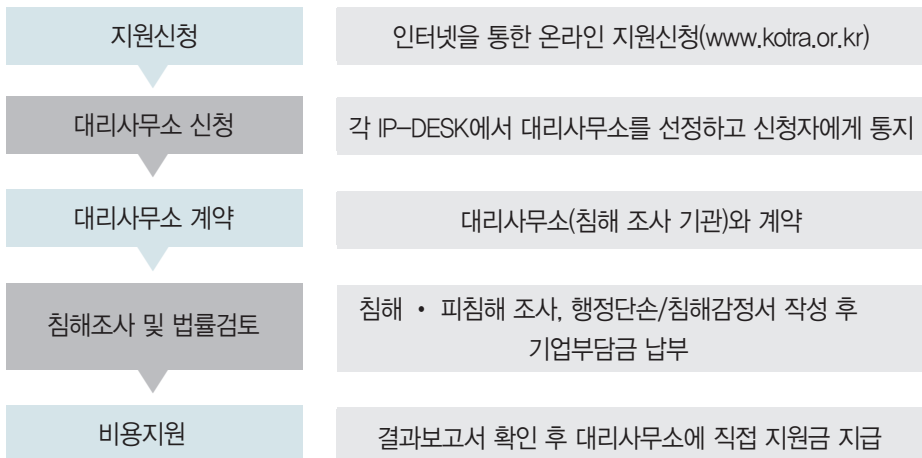 지원신청
인터넷을 통한 온라인 지원신청(www.kotra.or.kr)
대리사무소 신청
각 IP-DESK에서 대리사무소를 선정하고 신청자에게 통지
대리사무소 계약
대리사무소(침해 조사 기관)와 계약
침해조사 및 법률검토
침해 • 피침해 조사, 행정단손/침해감정서 작성 후
기업부담금 납부
비용지원
결과보고서 확인 후 대리사무소에 직접 지원금 지급